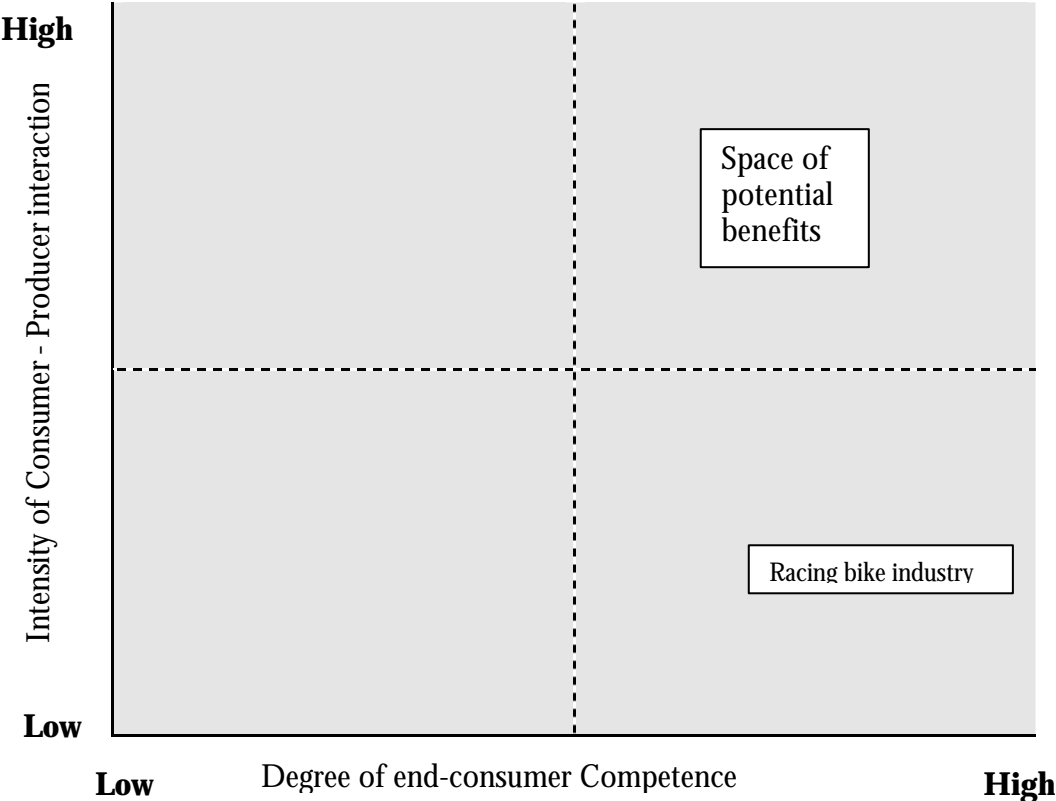 High
Intensity of Consumer - Producer interaction
Space of
potential
benefits
Racing bike industry
Low
Low
Degree of end-consumer Competence
High